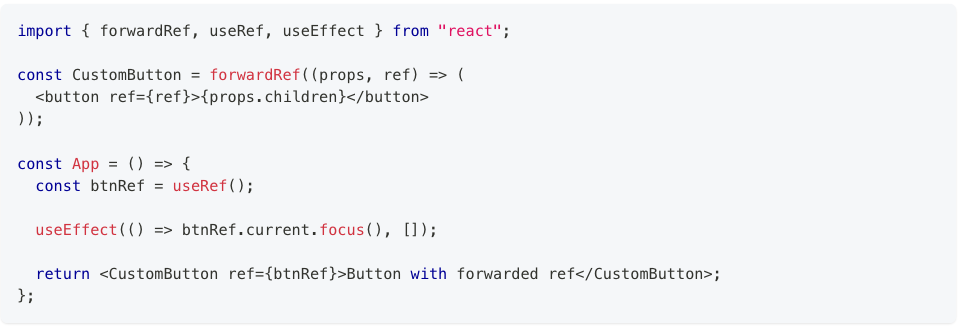 import { forwardRef, useRef, useEffect } from "react";
const CustomButton = forwardRef((props, ref) => (
<button ref={ref}>{props.children}</button>
));
const App = () => {
const btnRef = useRef();
useEffect(() => btnRef.current.focus(), []);
return <CustomButton ref={btnRef}>Button with forwarded ref</CustomButton>;
};